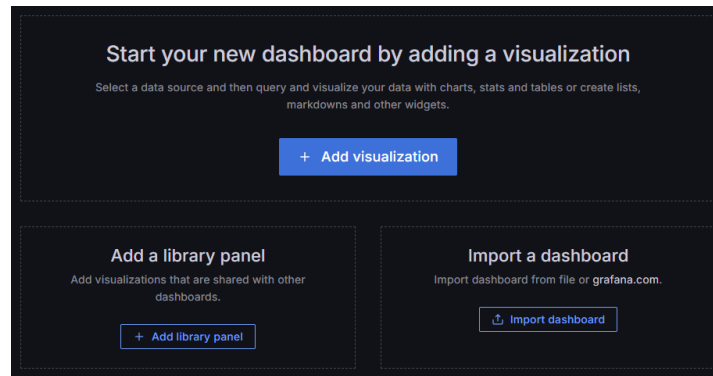 Start your new dashboard by adding a visualization
Select a data source and then query and visualize your data with charts, stats and tables or create lists,
markdowns and other widgets.
+ Add visualization
Add a library panel
Add visualizations that are shared with other
dashboards.
+ Add library panel
Import a dashboard
Import dashboard from file or grafana.com.
Import dashboard